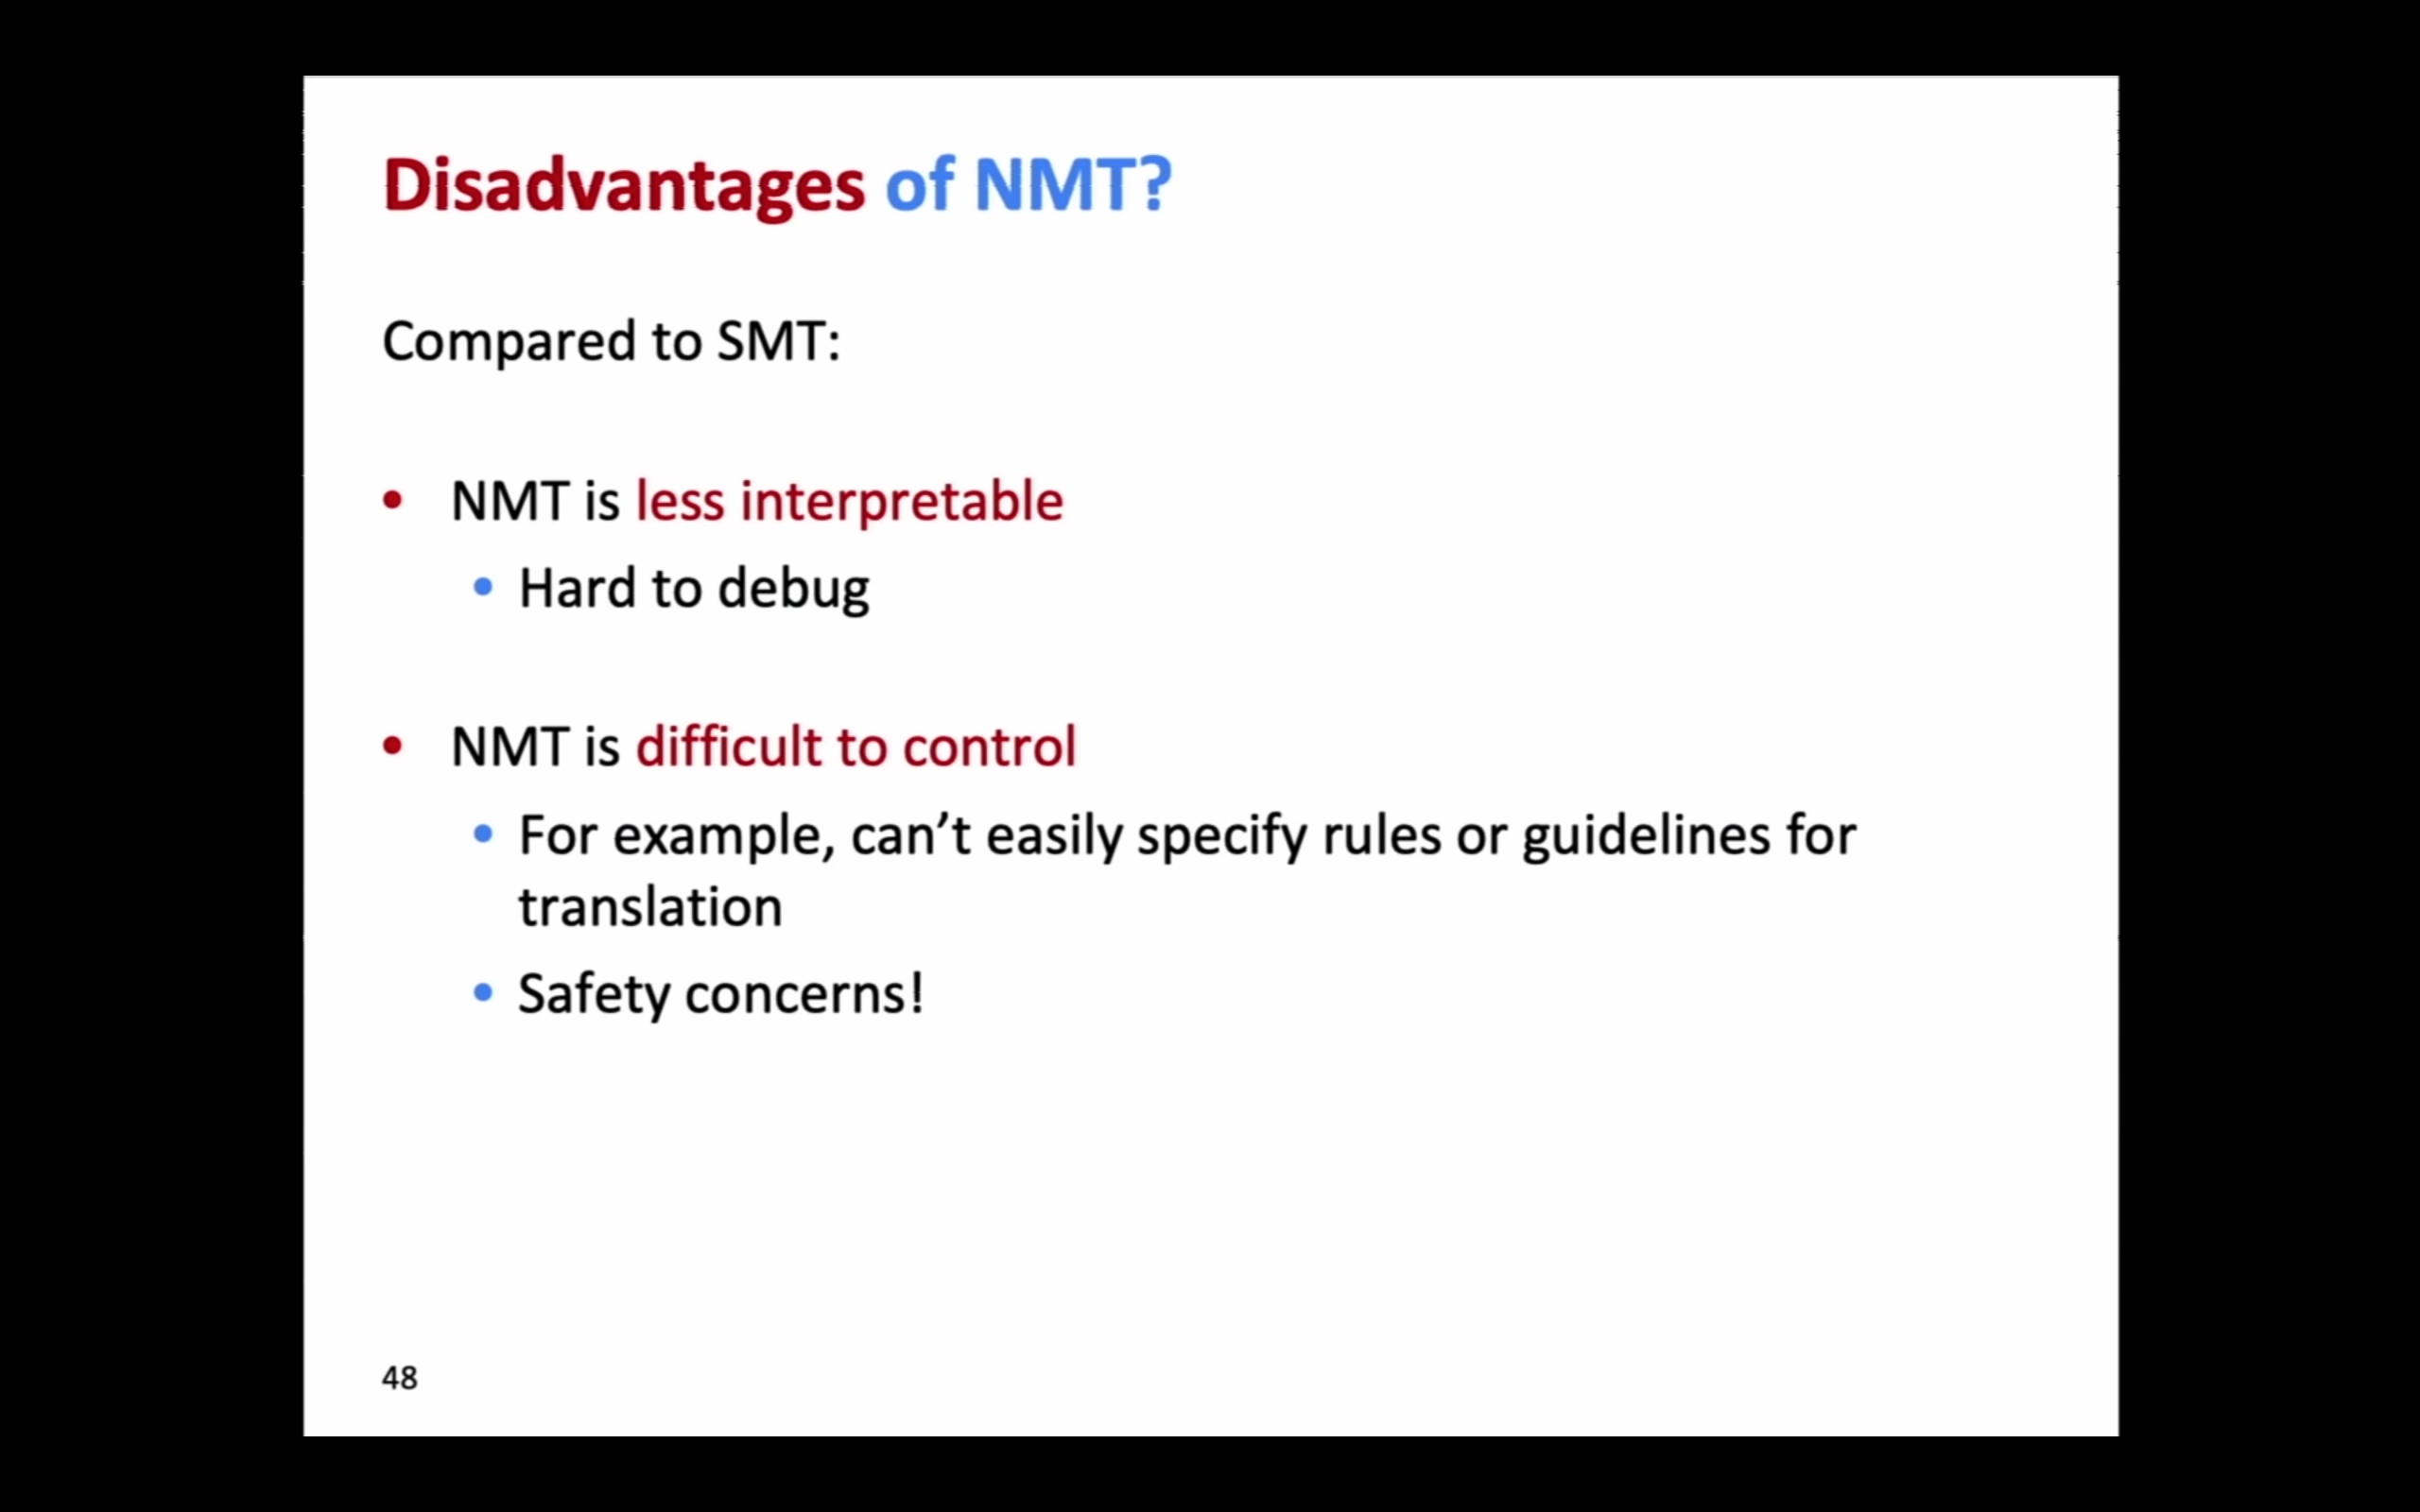 Disadvantages of NMT?
Compared to SMT:
• NMT is less interpretable
• Hard to debug
• NMT is difficult to control
• For example, can’t easily specify rules or guidelines for
translation
• Safety concerns!
48